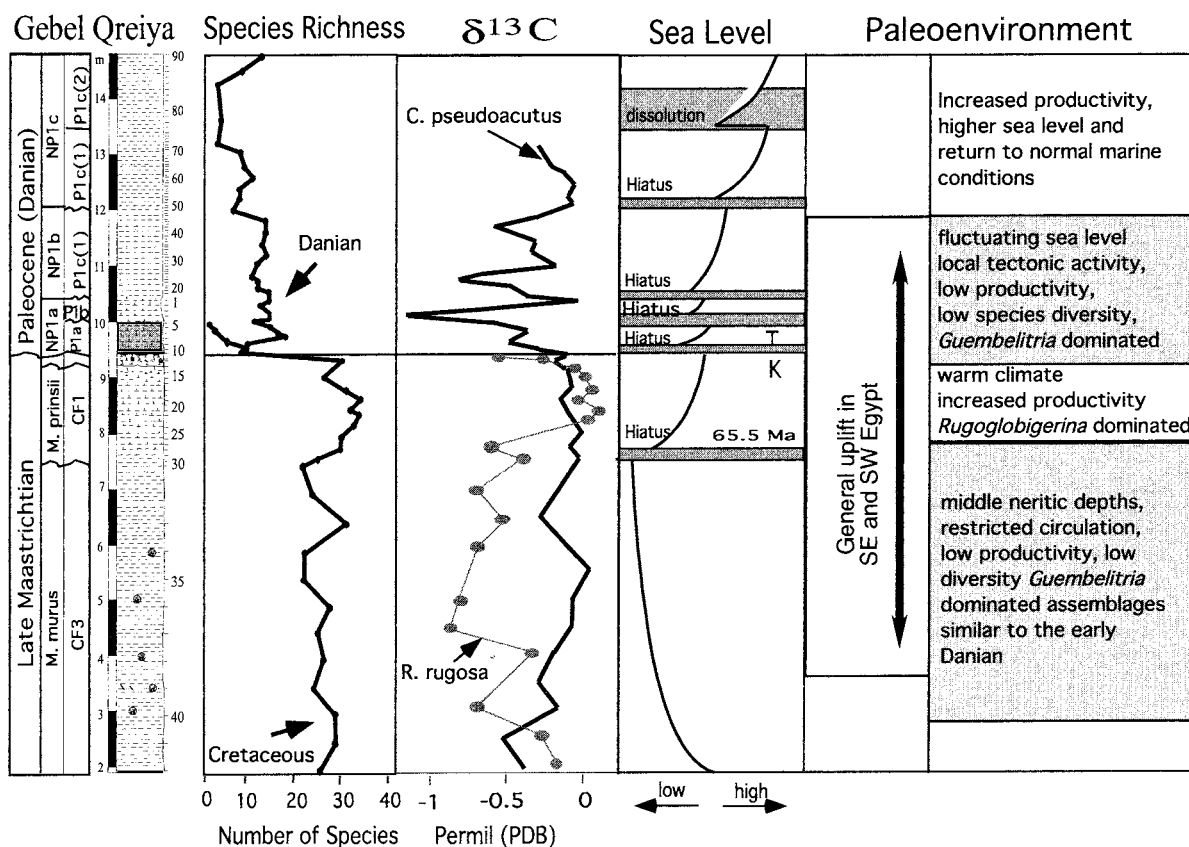 Gebel Qreiya
Species Richness
δ13C
Sea Level
Paleoenvironment
Paleocene (Danian)
Late Maastrichtian
NP1c
NP1b
NP1a
M. prinsii
M. murus
P1c(2)
P1c(1)
P1c(1)
P1b
P1a
CF1
CF3
m
14
13
12
11
10
9
8
7
6
5
4
3
2
90
80
70
60
50
40
30
20
1
5
10
15
20
25
30
35
40
Danian
Cretaceous
0
10
20
30
40
Number of Species
C. pseudoacutus
R. rugosa
-1
-0.5
0
Permil (PDB)
dissolution
Hiatus
Hiatus
Hiatus
Hiatus
T
K
Hiatus
65.5 Ma
low
high
General uplift in
SE and SW Egypt
Increased productivity,
higher sea level and
return to normal marine
conditions
fluctuating sea level
local tectonic activity,
low productivity,
low species diversity,
Guembelitria dominated
warm climate
increased productivity
Rugoglobigerina dominated
middle neritic depths,
restricted circulation,
low productivity, low
diversity Guembelitria
dominated assemblages
similar to the early
Danian